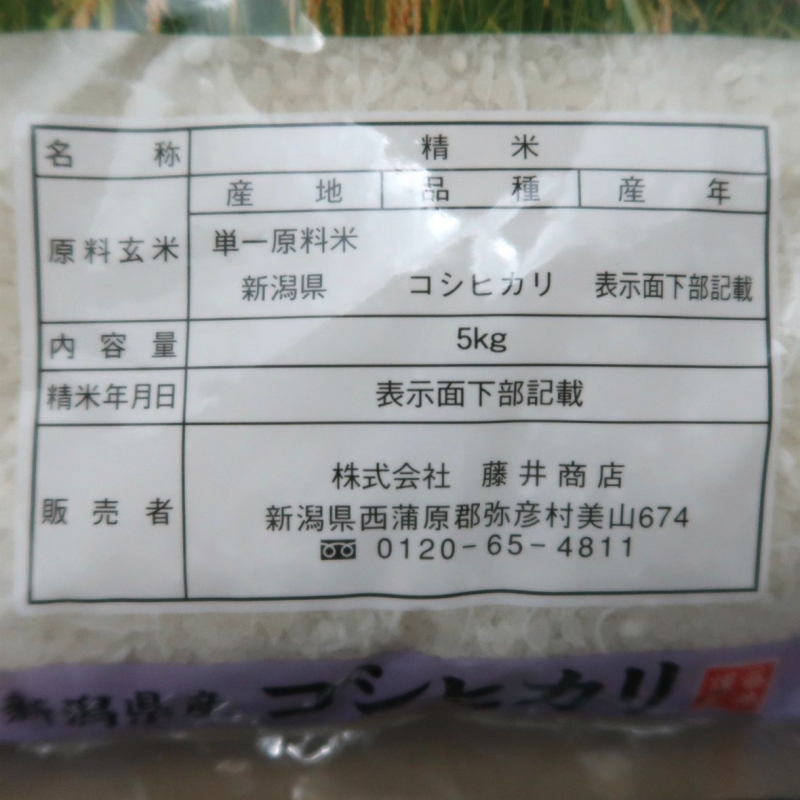 名称 精米
原料玄米 産地 品種 産年
単一原料米
新潟県 コシヒカリ 表示面下部記載
内容量 5kg
精米年月日 表示面下部記載
販売者 株式会社 藤井商店
新潟県西蒲原郡弥彦村美山674
0120-65-4811
新潟県産 コシヒカリ